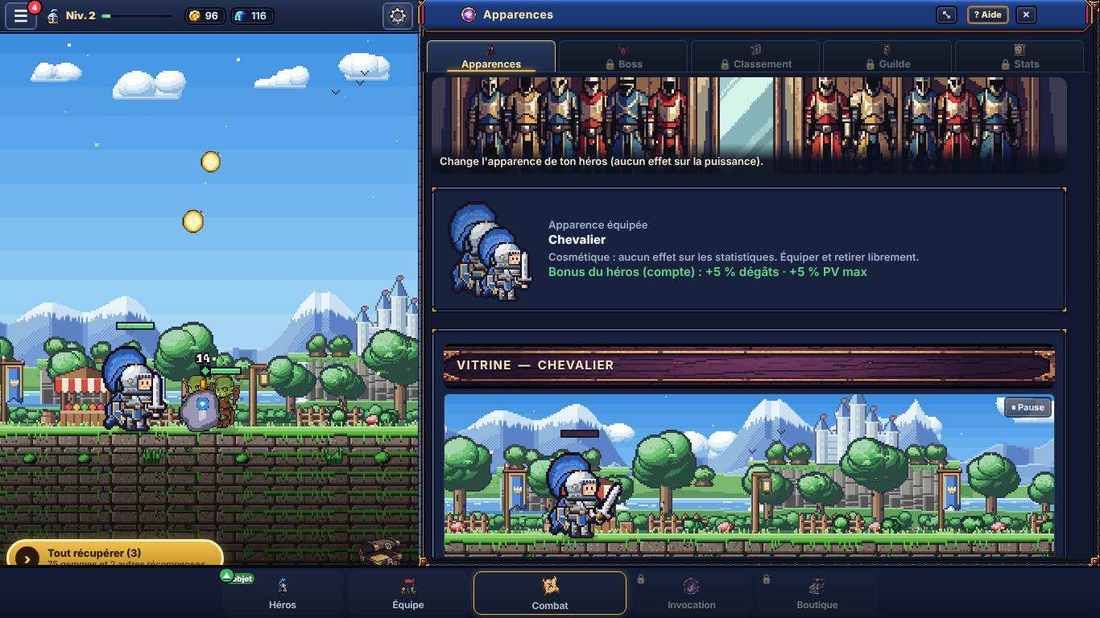 4
Niv. 2
96
116
Apparences
? Aide
Apparences
Boss
Classement
Guilde
Stats
Change l'apparence de ton héros (aucun effet sur la puissance).
Apparence équipée
Chevalier
Cosmétique : aucun effet sur les statistiques. Équiper et retirer librement.
Bonus du héros (compte) : +5 % dégâts · +5 % PV max
14
VITRINE — CHEVALIER
Pause
Tout récupérer (3)
objet
Héros
Équipe
Combat
Invocation
Boutique